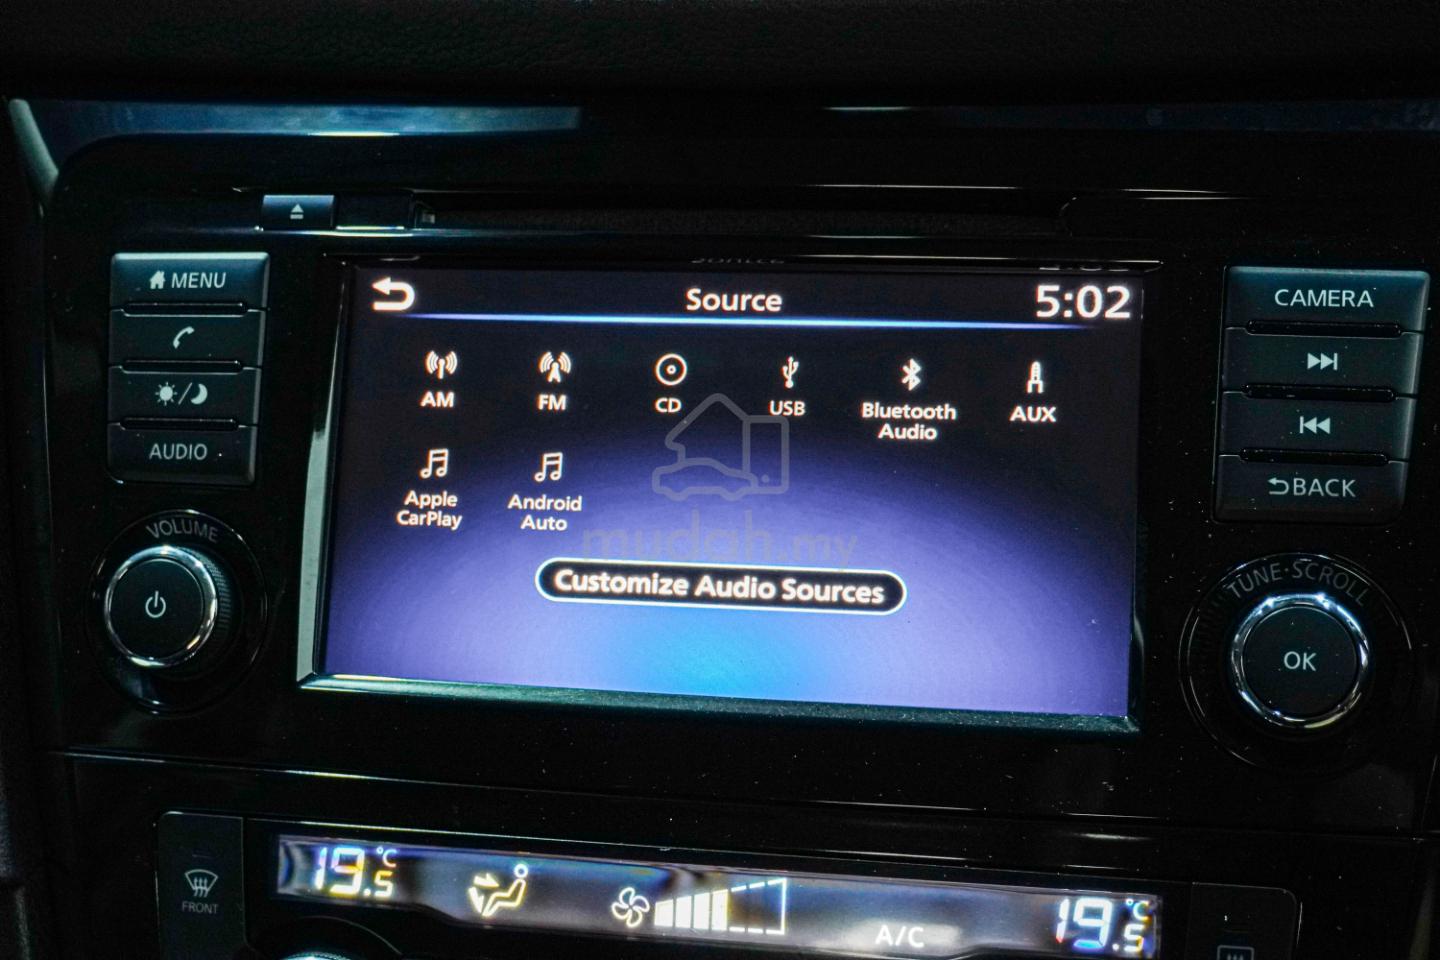 MENU
AUDIO
VOLUME
Source
5:02
AM
FM
CD
USB
Bluetooth
Audio
AUX
Apple
CarPlay
Android
Auto
mudah.my
Customize Audio Sources
CAMERA
BACK
TUNE·SCROLL
OK
FRONT
19.5°C
A/C
19.5°C